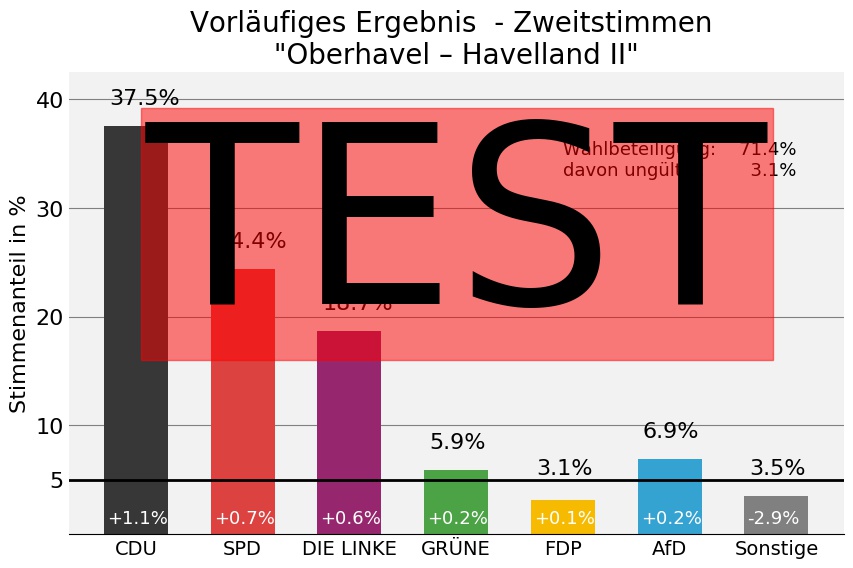 Vorläufiges Ergebnis - Zweitstimmen
"Oberhavel – Havelland II"
Stimmenanteil in %
40
30
20
10
5
37.5%
TEST
Wahlbeteiligung: 71.4%
davon 3.1%
5.9%
3.1%
6.9%
3.5%
+1.1%
+0.7%
+0.6%
+0.2%
+0.1%
+0.2%
-2.9%
CDU
SPD
DIE LINKE
GRÜNE
FDP
AfD
Sonstige